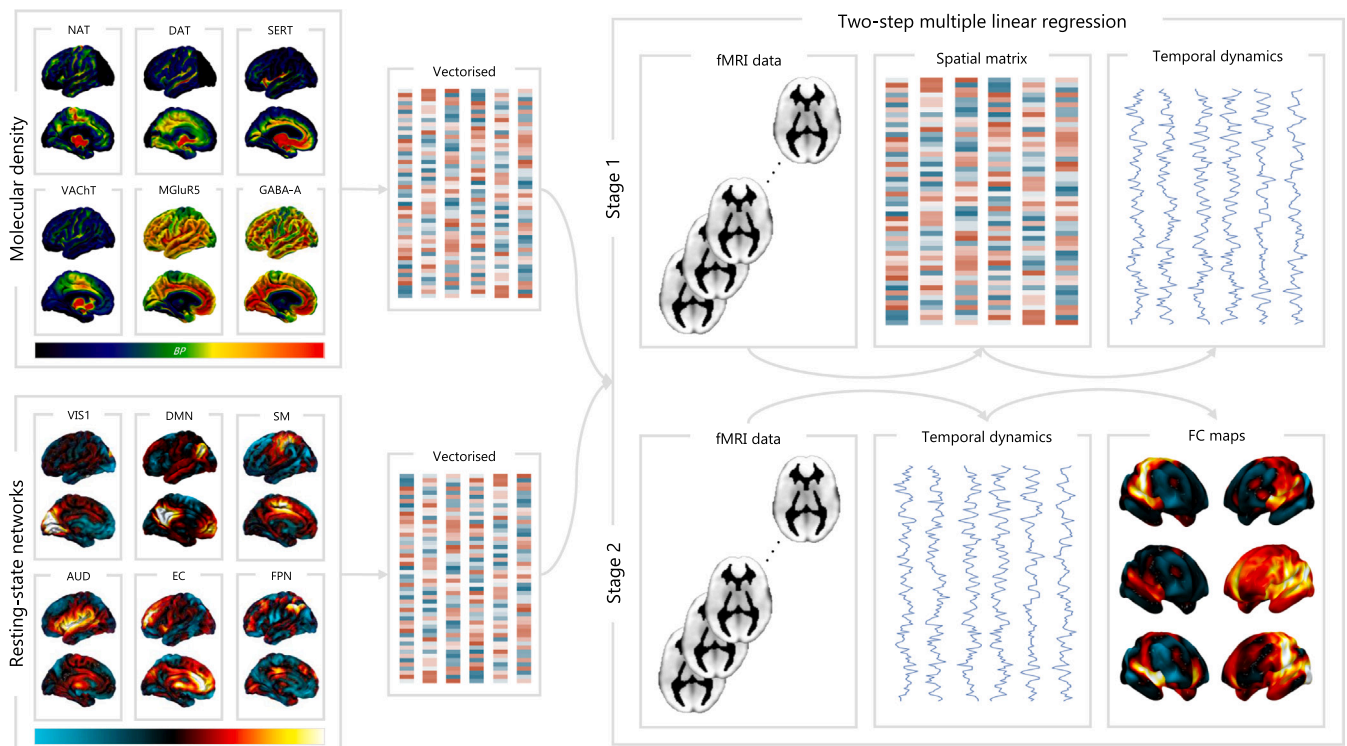 Molecular density
NAT
DAT
SERT
VAChT
MGluR5
GABA-A
BP
Vectorised
Resting-state networks
VIS1
DMN
SM
AUD
EC
FPN
Vectorised
Two-step multiple linear regression
Stage 1
fMRI data
Spatial matrix
Temporal dynamics
Stage 2
fMRI data
Temporal dynamics
FC maps